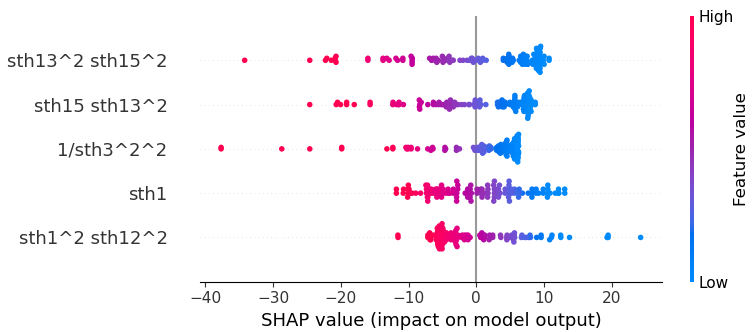 High
sth13^2 sth15^2
sth15 sth13^2
1/sth3^2^2
sth1
sth1^2 sth12^2
Feature value
Low
−40 −30 −20 −10 0 10 20
SHAP value (impact on model output)